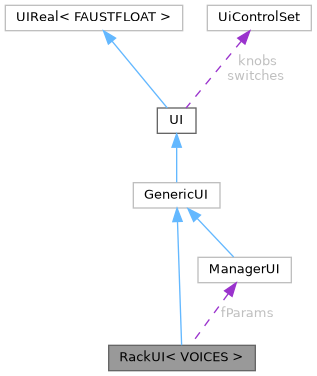 UIReal< FAUSTFLOAT >
UiControlSet
knobs
switches
UI
GenericUI
ManagerUI
fParams
RackUI< VOICES >